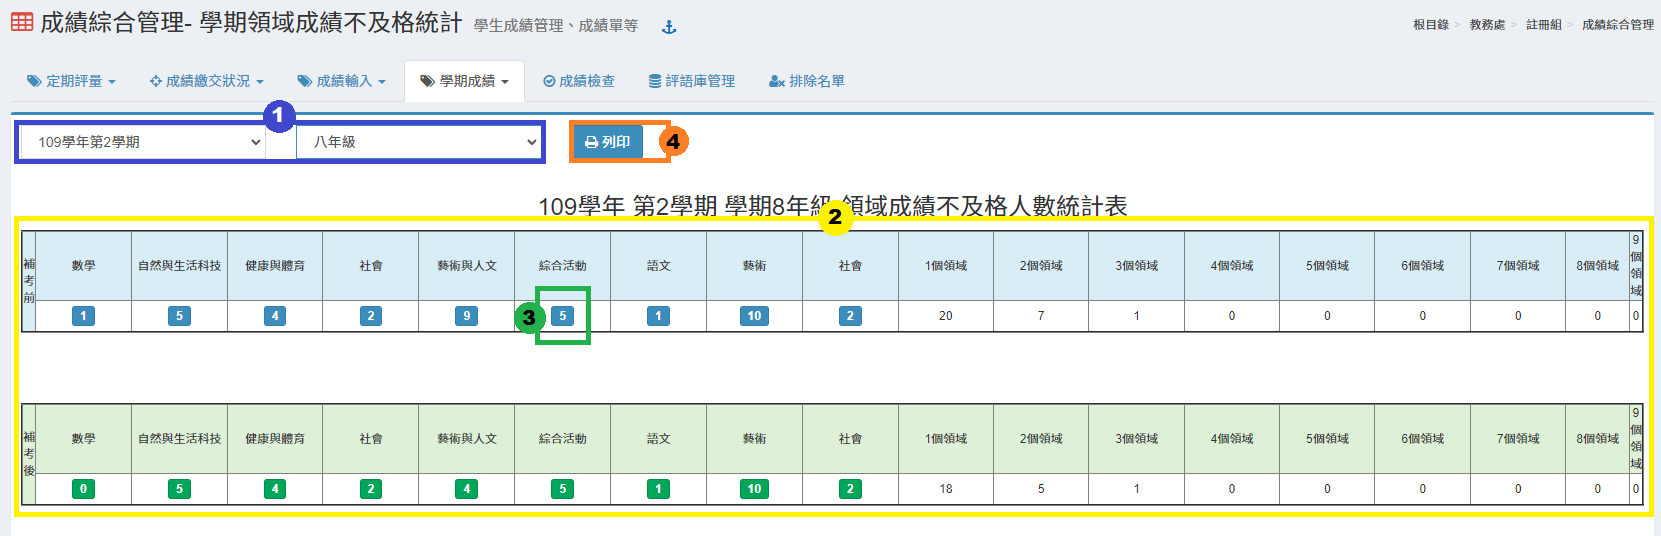 成績綜合管理- 學期領域成績不及格統計 學生成績管理、成績單等
根目錄 > 教務處 > 註冊組 > 成績綜合管理
定期評量 成績繳交狀況 成績輸入 學期成績 成績檢查 評語庫管理 排除名單
1
109學年第2學期 八年級 列印 4
109學年 第2學期 學期8年級 領域成績不及格人數統計表
2
補考前 數學 自然與生活科技 健康與體育 社會 藝術與人文 綜合活動 語文 藝術 社會 1個領域 2個領域 3個領域 4個領域 5個領域 6個領域 7個領域 8個領域 9個領域
1 5 4 2 9 3 5 1 10 2 20 7 1 0 0 0 0 0 0
補考後 數學 自然與生活科技 健康與體育 社會 藝術與人文 綜合活動 語文 藝術 社會 1個領域 2個領域 3個領域 4個領域 5個領域 6個領域 7個領域 8個領域 9個領域
0 5 4 2 4 5 1 10 2 18 5 1 0 0 0 0 0 0